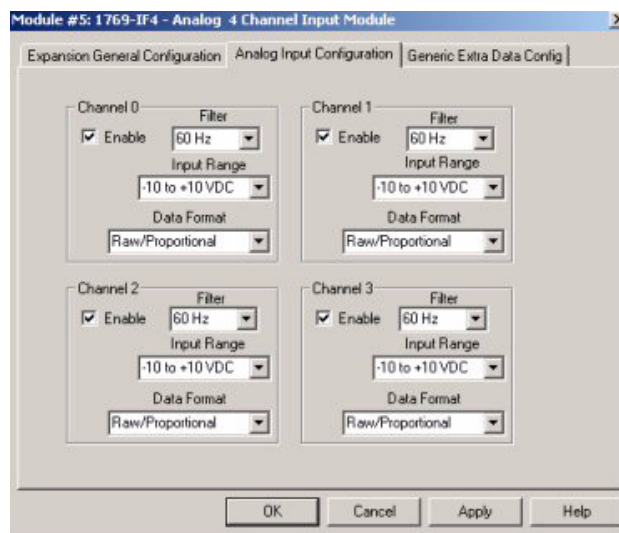 Module #5: 1769-IF4 - Analog 4 Channel Input Module
Expansion General Configuration
Analog Input Configuration
Generic Extra Data Config
Channel 0
Filter
Enable
60 Hz
Input Range
-10 to +10 VDC
Data Format
Raw/Proportional
Channel 1
Filter
Enable
60 Hz
Input Range
-10 to +10 VDC
Data Format
Raw/Proportional
Channel 2
Filter
Enable
60 Hz
Input Range
-10 to +10 VDC
Data Format
Raw/Proportional
Channel 3
Filter
Enable
60 Hz
Input Range
-10 to +10 VDC
Data Format
Raw/Proportional
OK
Cancel
Apply
Help